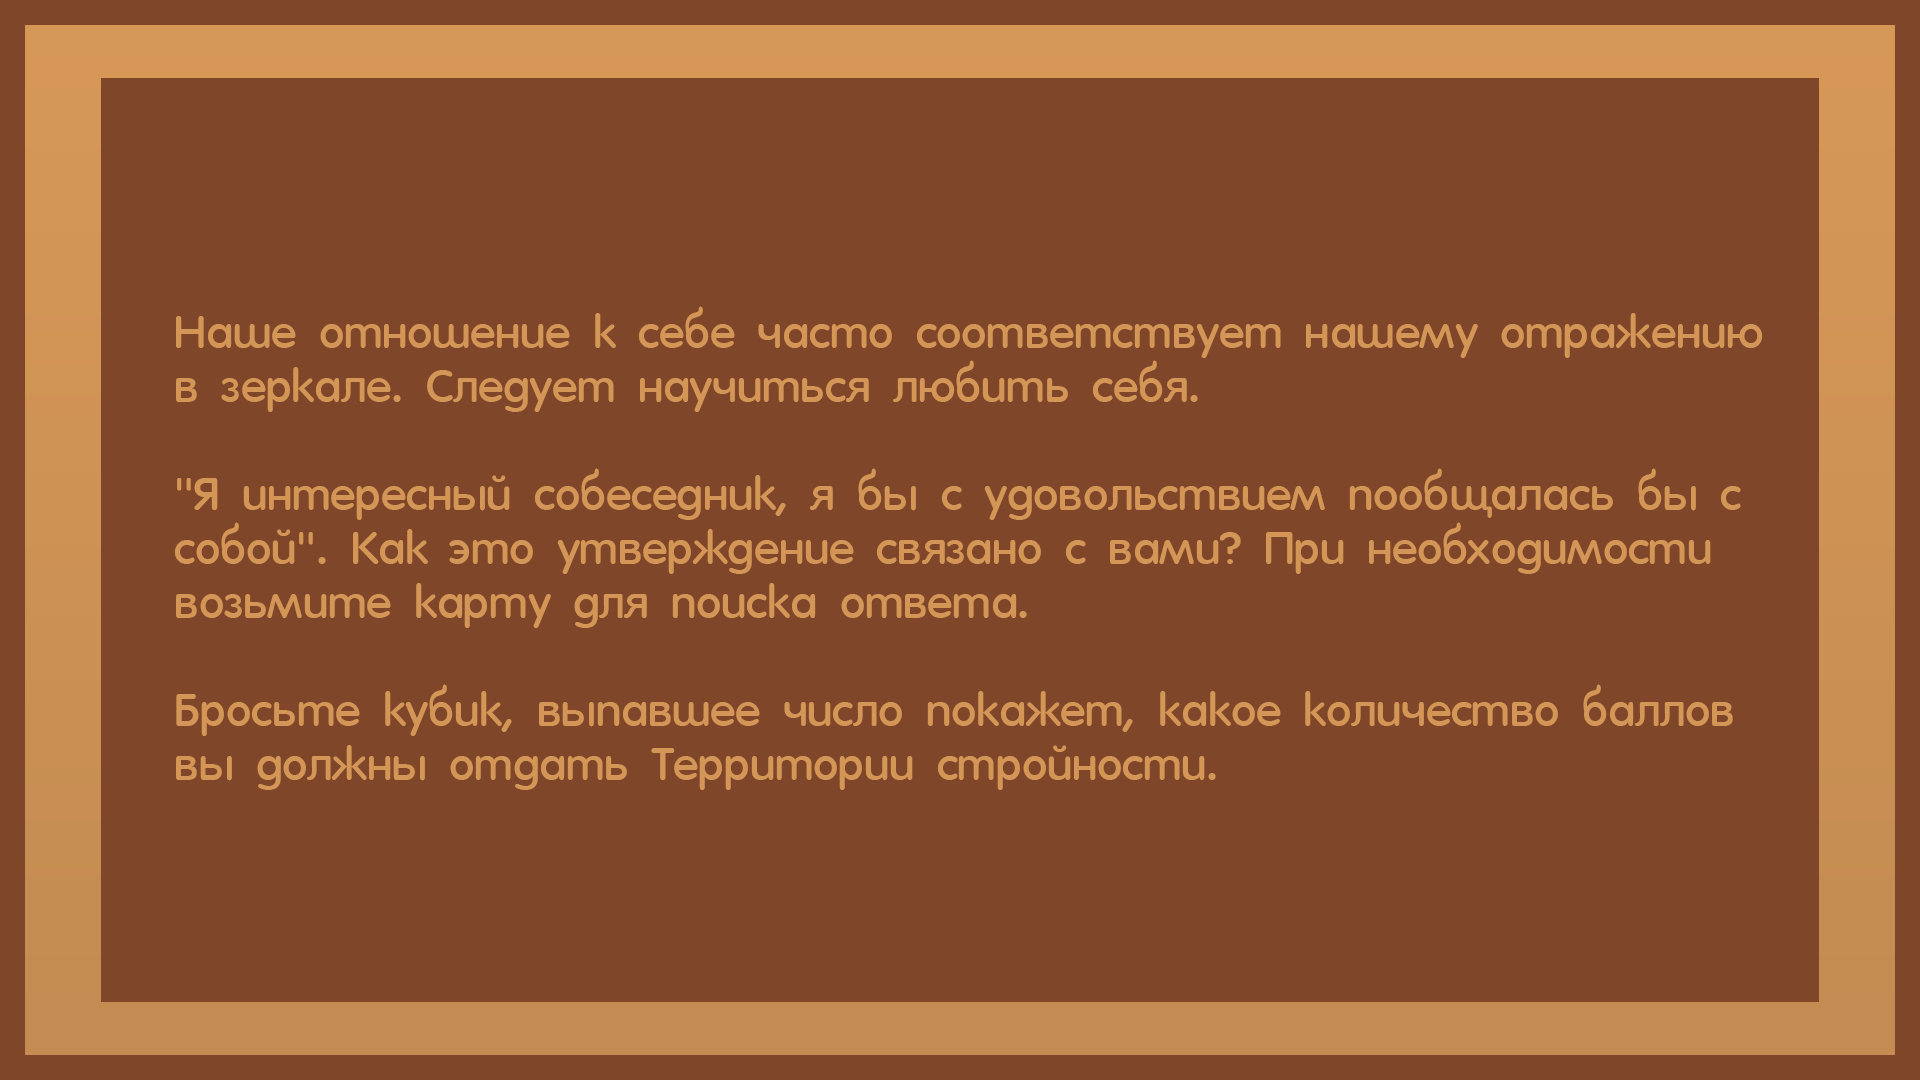 Наше отношение к себе часто соответствует нашему отражению
в зеркале. Следует научиться любить себя.
"Я интересный собеседник, я бы с удовольствием пообщалась бы с
собой". Как это утверждение связано с вами? При необходимости
возьмите карту для поиска ответа.
Бросьте кубик, выпавшее число покажет, какое количество баллов
вы должны отдать Территории стройности.